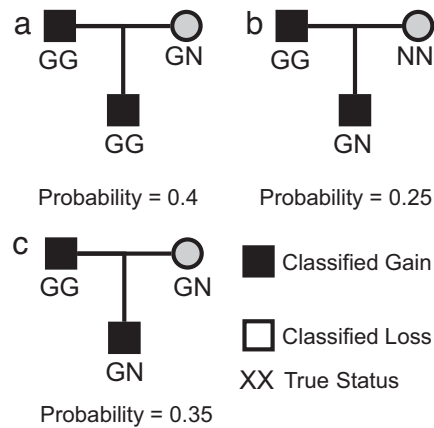 a
b
GG
GN
GG
NN
GG
GN
Probability = 0.4
Probability = 0.25
c
GG
GN
Classified Gain
Classified Loss
GN
XX True Status
Probability = 0.35